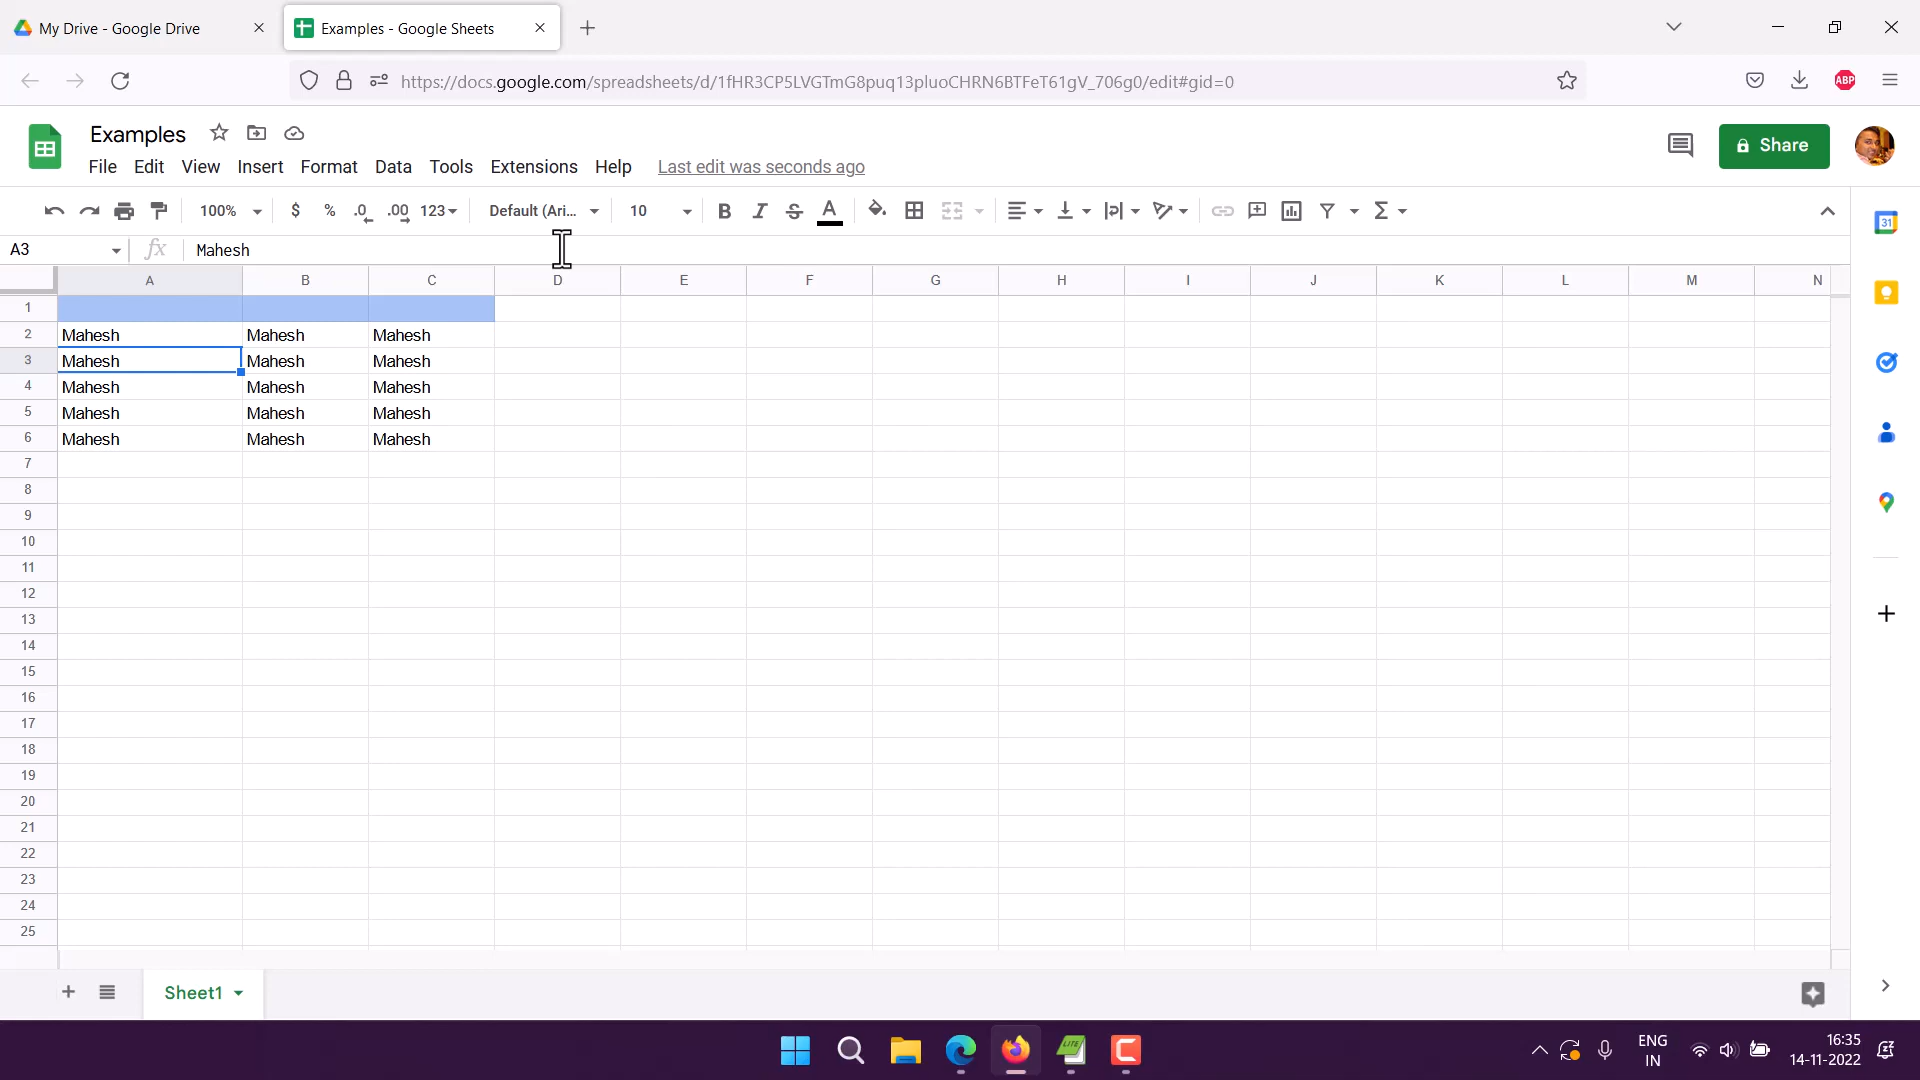 My Drive - Google Drive
Examples - Google Sheets
https://docs.google.com/spreadsheets/d/1fHR3CP5LVGTmG8puq13pluoCHRN6BTFeT61gV_706g0/edit#gid=0
ABP
Examples
Share
File Edit View Insert Format Data Tools Extensions Help Last edit was seconds ago
100% $ % .0 .00 123 Default (Ari... 10 B I S A Σ
31
A3 fx Mahesh
A B C D E F G H I J K L M N
1
2 Mahesh Mahesh Mahesh
3 Mahesh Mahesh Mahesh
4 Mahesh Mahesh Mahesh
5 Mahesh Mahesh Mahesh
6 Mahesh Mahesh Mahesh
7
8
9
10
11
12
13
14
15
16
17
18
19
20
21
22
23
24
25
Sheet1
LITE
C
ENG
IN
16:35
14-11-2022